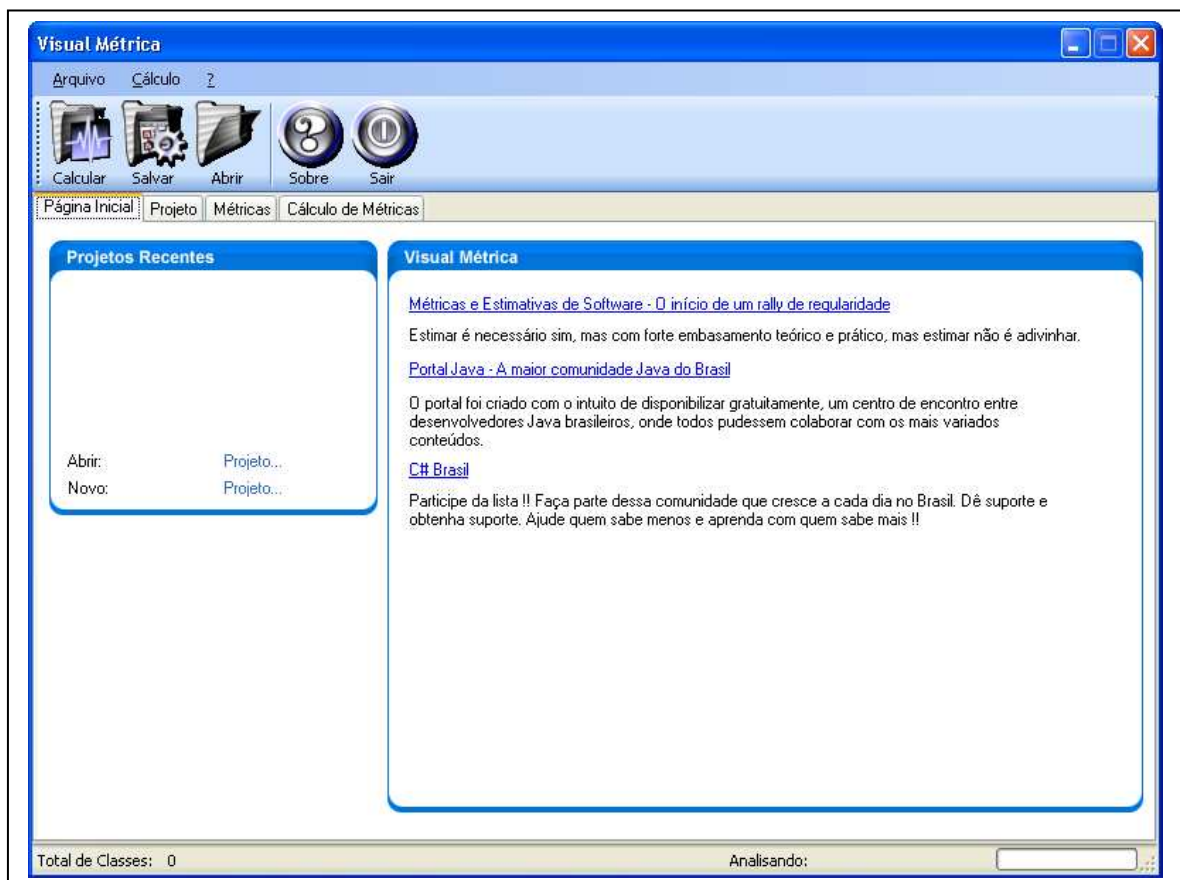 Visual Métrica
Arquivo Cálculo ?
Calcular Salvar Abrir Sobre Sair
Página Inicial Projeto Métricas Cálculo de Métricas
Projetos Recentes
Abrir: Projeto...
Novo: Projeto...
Visual Métrica
Métricas e Estimativas de Software - O início de um rally de regularidade
Estimar é necessário sim, mas com forte embasamento teórico e prático, mas estimar não é adivinhar.
Portal Java - A maior comunidade Java do Brasil
O portal foi criado com o intuito de disponibilizar gratuitamente, um centro de encontro entre
desenvolvedores Java brasileiros, onde todos pudessem colaborar com os mais variados
conteúdos.
C# Brasil
Participe da lista !! Faça parte dessa comunidade que cresce a cada dia no Brasil. Dê suporte e
obtenha suporte. Ajude quem sabe menos e aprenda com quem sabe mais !!
Total de Classes: 0 Analisando: